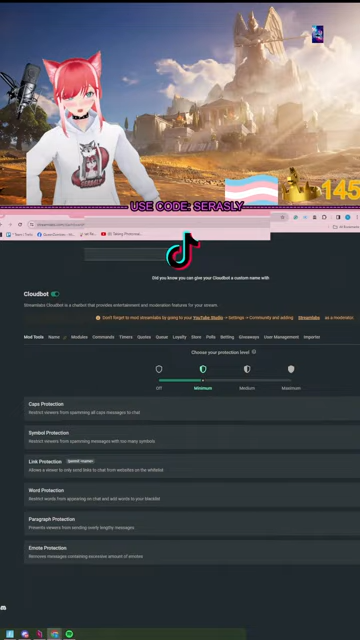 SERASLY
145
USE CODE: SERASLY
streamlabs.com/dashboard
Did you know you can give your Cloudbot a custom name with
Cloudbot
Streamlabs Cloudbot is a chatbot that provides entertainment and moderation features for your stream.
Don't forget to mod streamlabs by going to your YouTube Studio -> Settings -> Community and adding Streamlabs as a moderator.
Mod Tools Name Modules Commands Timers Quotes Queue Loyalty Store Polls Betting Giveaways User Management Importer
Choose your protection level
Off Minimum Medium Maximum
Caps Protection
Restrict viewers from spamming all caps messages to chat
Symbol Protection
Restrict viewers from spamming messages with too many symbols
Link Protection
Allows a viewer to only send links to chat from websites on the whitelist
Word Protection
Restrict words from appearing on chat and add words to your blacklist
Paragraph Protection
Prevents viewers from sending overly lengthy messages
Emote Protection
Remove messages containing excessive amount of emotes